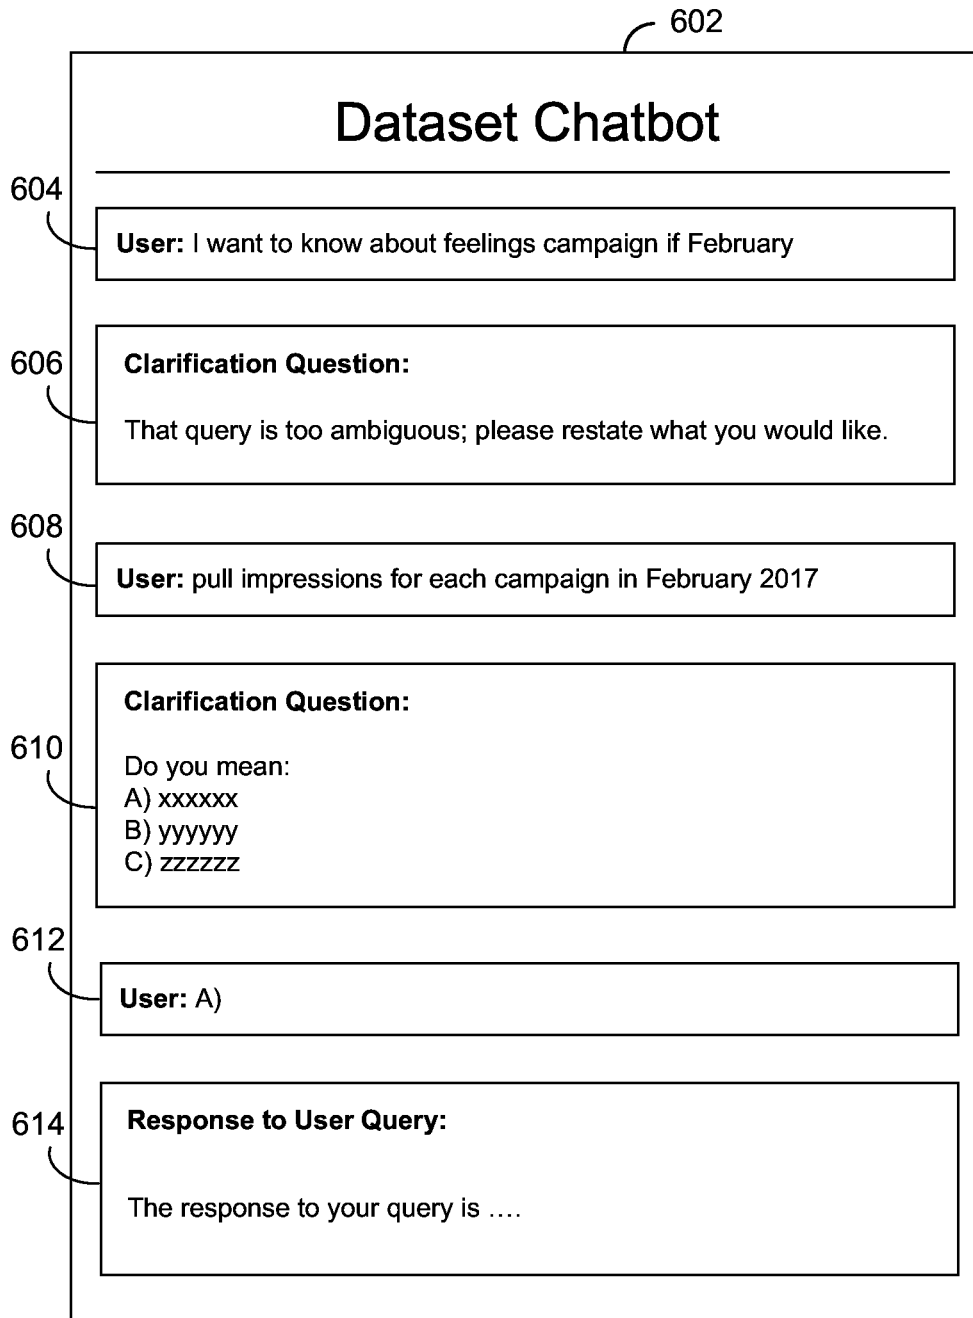 602
Dataset Chatbot
604
User: I want to know about feelings campaign if February
606
Clarification Question:
That query is too ambiguous; please restate what you would like.
608
User: pull impressions for each campaign in February 2017
610
Clarification Question:
Do you mean:
A) xxxxxx
B) yyyyyy
C) zzzzzz
612
User: A)
614
Response to User Query:
The response to your query is ....